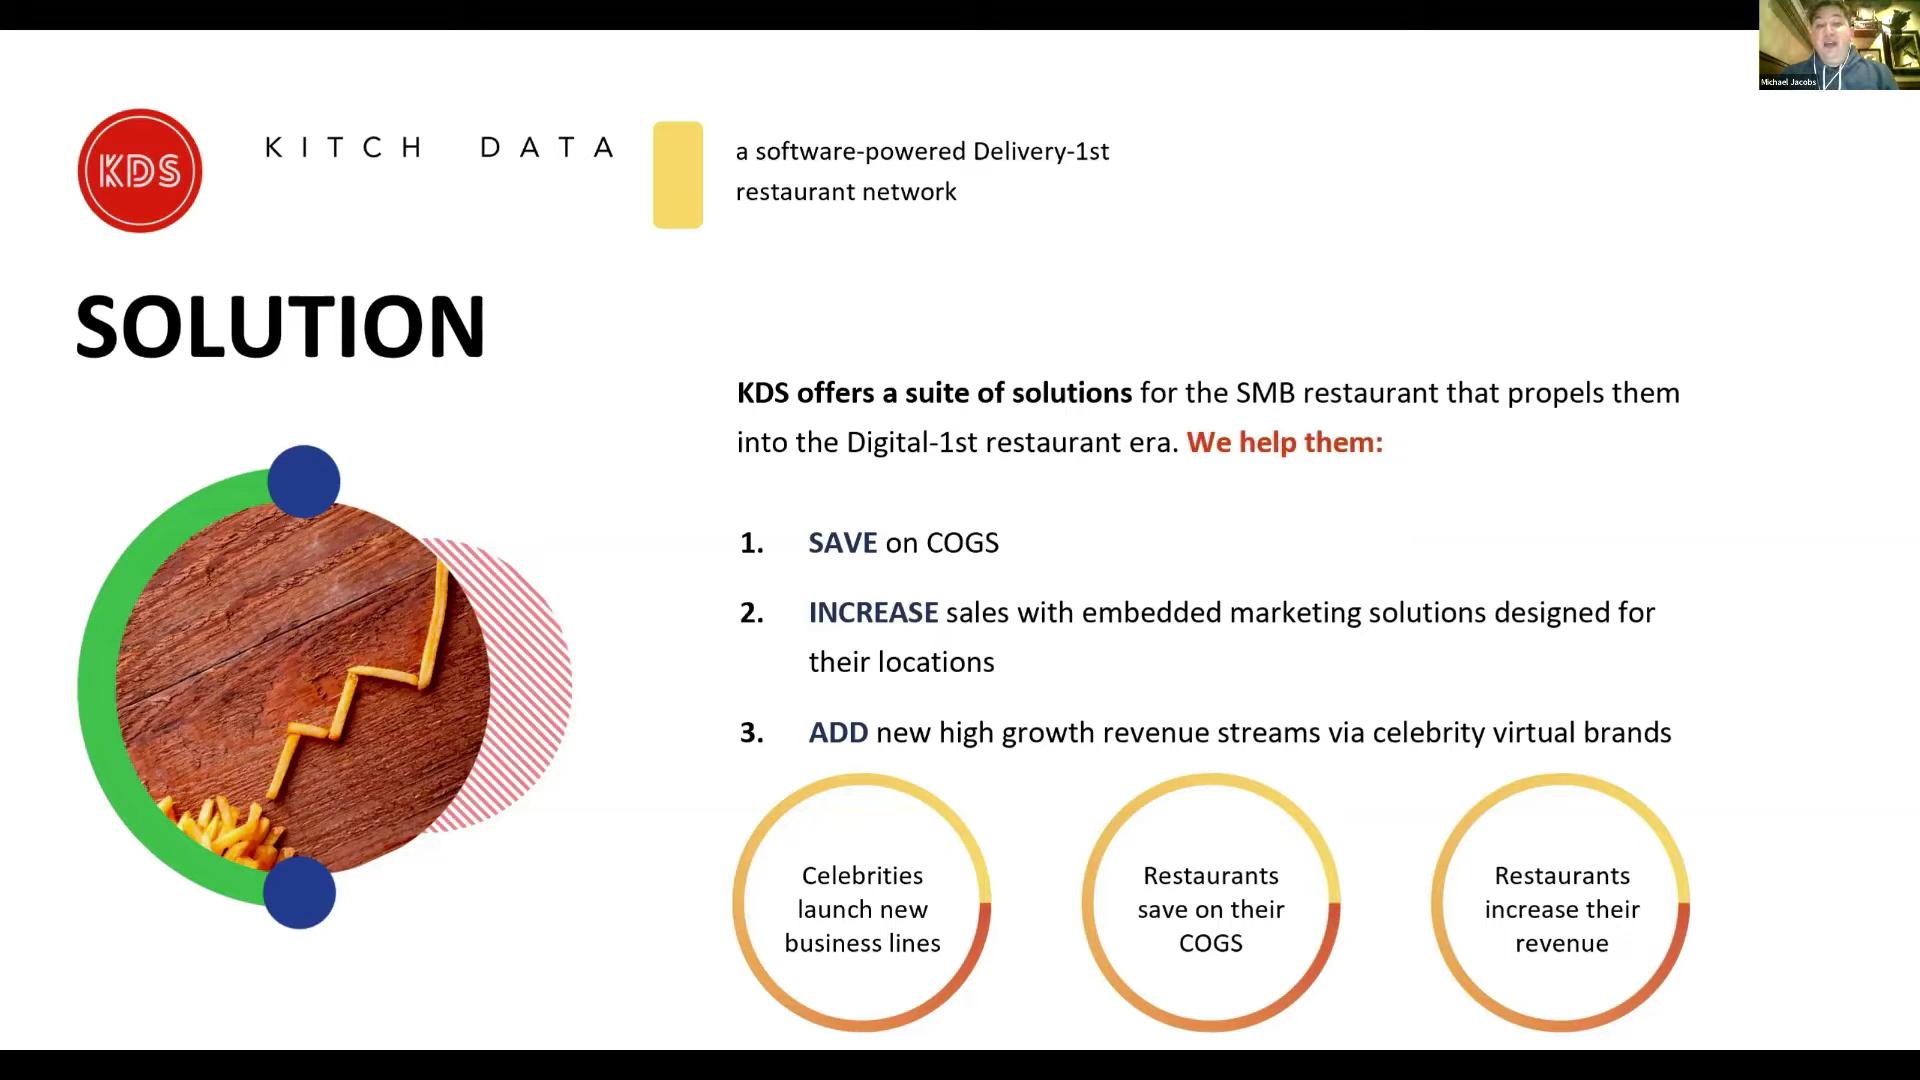 Michael Jacobs
KDS
KITCH DATA
a software-powered Delivery-1st
restaurant network
SOLUTION
KDS offers a suite of solutions for the SMB restaurant that propels them
into the Digital-1st restaurant era. We help them:
1. SAVE on COGS
2. INCREASE sales with embedded marketing solutions designed for
their locations
3. ADD new high growth revenue streams via celebrity virtual brands
Celebrities
launch new
business lines
Restaurants
save on their
COGS
Restaurants
increase their
revenue